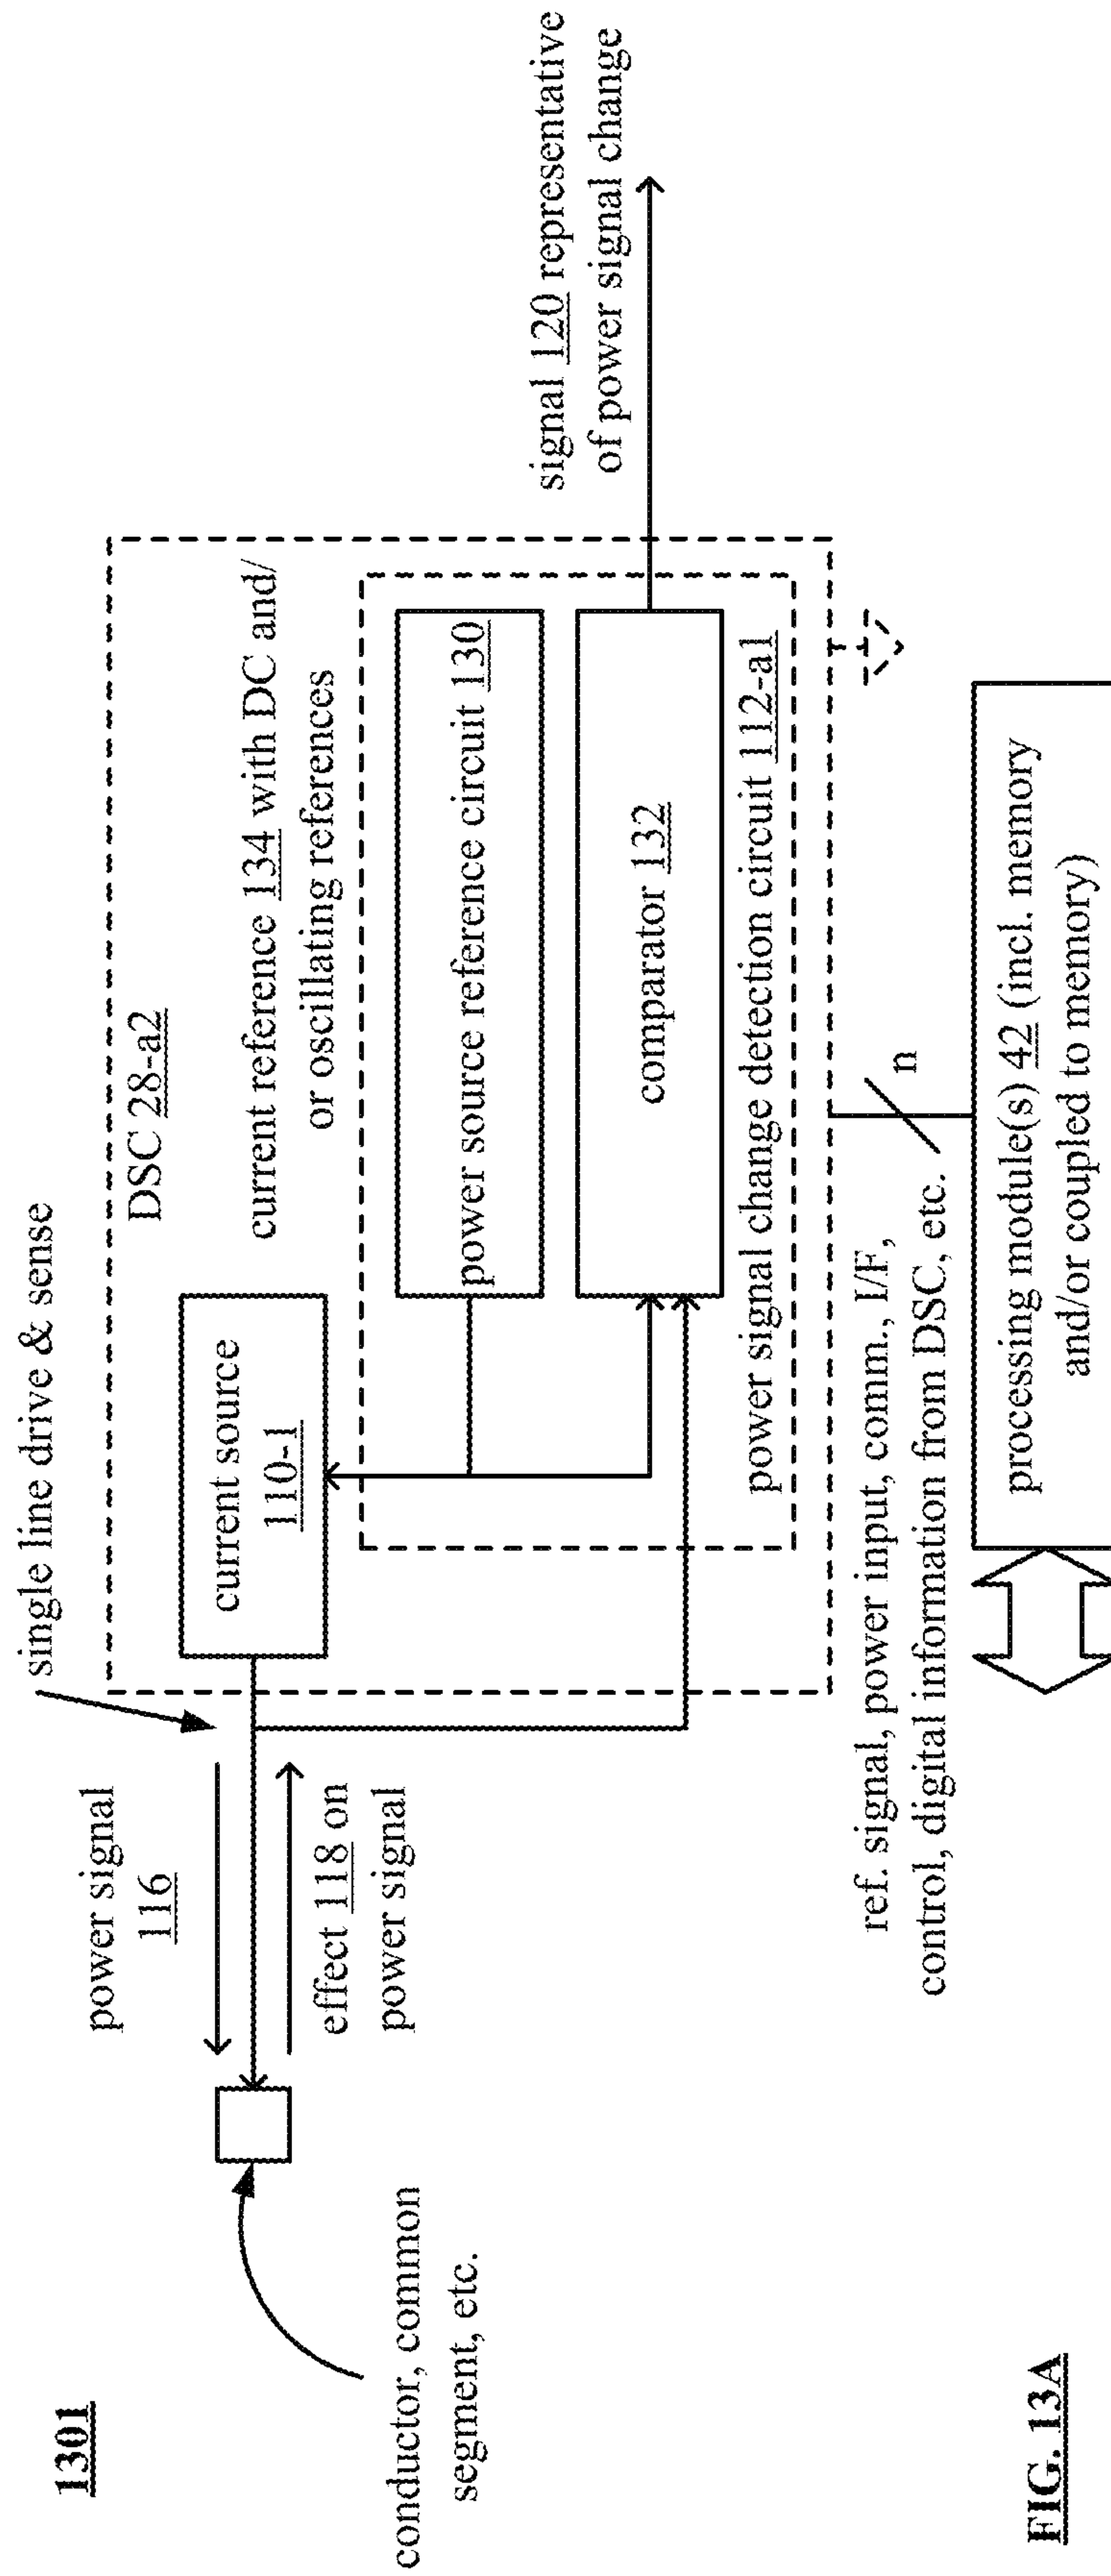 1301
single line drive & sense
power signal
116
effect 118 on
power signal
conductor, common
segment, etc.
DSC 28-a2
current source
110-1
current reference 134 with DC and/
or oscillating references
power source reference circuit 130
comparator 132
power signal change detection circuit 112-a1
signal 120 representative
of power signal change
ref. signal, power input, comm., I/F,
control, digital information from DSC, etc.
n
processing module(s) 42 (incl. memory
and/or coupled to memory)
FIG. 13A